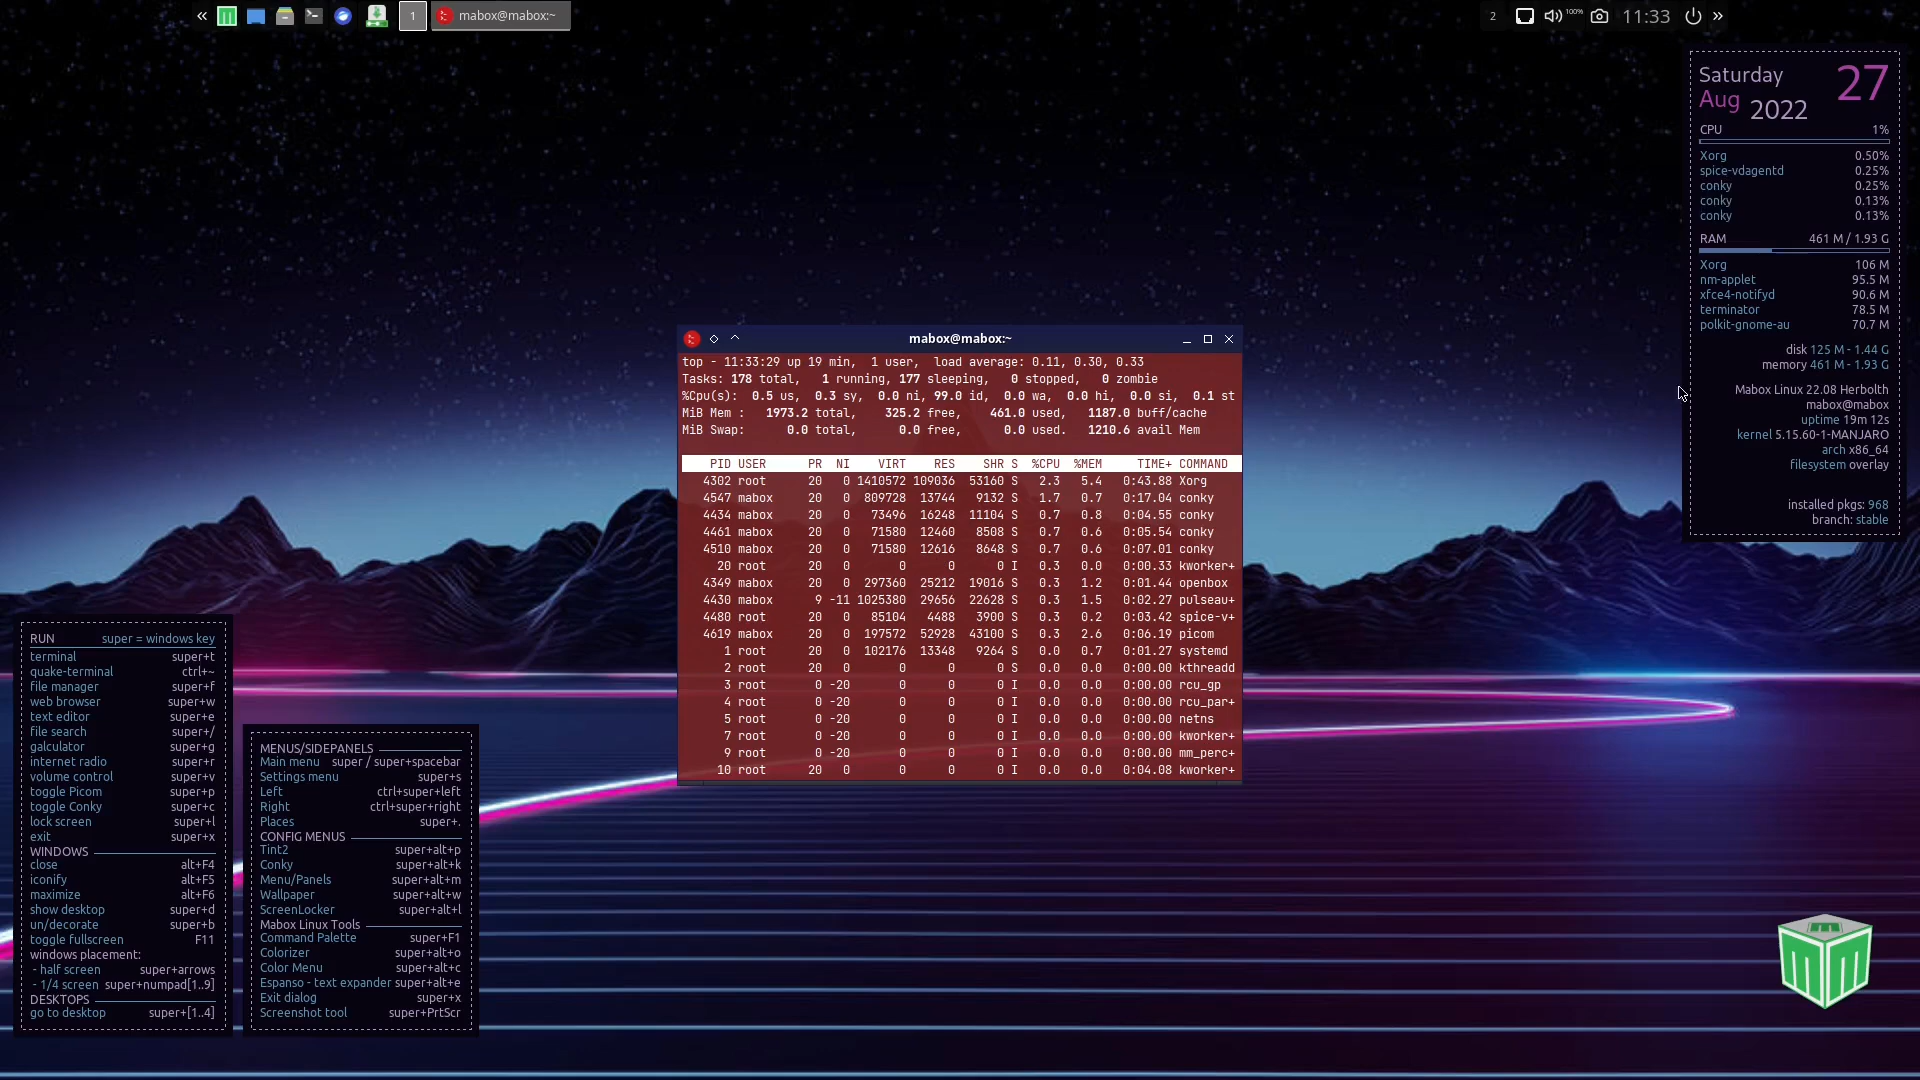 «
1
mabox@mabox:~
2
100%
11:33
»
Saturday 27
Aug 2022
CPU 1%
Xorg 0.50%
spice-vdagentd 0.25%
conky 0.25%
conky 0.13%
conky 0.13%
RAM 461 M / 1.93 G
Xorg 106 M
nm-applet 95.5 M
xfce4-notifyd 90.6 M
terminator 78.5 M
polkit-gnome-au 70.7 M
disk 125 M - 1.44 G
memory 461 M - 1.93 G
Mabox Linux 22.08 Herbolth
mabox@mabox
uptime 19m 12s
kernel 5.15.60-1-MANJARO
arch x86_64
filesystem overlay
installed pkgs: 968
branch: stable
mabox@mabox:~
top - 11:33:29 up 19 min, 1 user, load average: 0.11, 0.30, 0.33
Tasks: 178 total, 1 running, 177 sleeping, 0 stopped, 0 zombie
%Cpu(s): 0.5 us, 0.3 sy, 0.0 ni, 99.0 id, 0.0 wa, 0.0 hi, 0.0 si, 0.1 st
MiB Mem : 1973.2 total, 325.2 free, 461.0 used, 1187.0 buff/cache
MiB Swap: 0.0 total, 0.0 free, 0.0 used. 1210.6 avail Mem
PID USER PR NI VIRT RES SHR S %CPU %MEM TIME+ COMMAND
4302 root 20 0 1410572 109036 53160 S 2.3 5.4 0:43.88 Xorg
4547 mabox 20 0 809728 13744 9132 S 1.7 0.7 0:17.04 conky
4434 mabox 20 0 73496 16248 11104 S 0.7 0.8 0:04.55 conky
4461 mabox 20 0 71580 12460 8508 S 0.7 0.6 0:05.54 conky
4510 mabox 20 0 71580 12616 8648 S 0.7 0.6 0:07.01 conky
20 root 20 0 0 0 0 I 0.3 0.0 0:00.33 kworker+
4349 mabox 20 0 297360 25212 19016 S 0.3 1.2 0:01.44 openbox
4430 mabox 9 -11 1025380 29656 22628 S 0.3 1.5 0:02.27 pulseau+
4480 root 20 0 85104 4488 3900 S 0.3 0.2 0:03.42 spice-v+
4619 mabox 20 0 197572 52928 43100 S 0.3 2.6 0:06.19 picom
1 root 20 0 102176 13348 9264 S 0.0 0.7 0:01.27 systemd
2 root 20 0 0 0 0 S 0.0 0.0 0:00.00 kthreadd
3 root 0 -20 0 0 0 I 0.0 0.0 0:00.00 rcu_gp
4 root 0 -20 0 0 0 I 0.0 0.0 0:00.00 rcu_par+
5 root 0 -20 0 0 0 I 0.0 0.0 0:00.00 netns
7 root 0 -20 0 0 0 I 0.0 0.0 0:00.00 kworker+
9 root 0 -20 0 0 0 I 0.0 0.0 0:00.00 mm_perc+
10 root 20 0 0 0 0 I 0.0 0.0 0:04.08 kworker+
RUN super = windows key
terminal super+t
quake-terminal ctrl+~
file manager super+f
web browser super+w
text editor super+e
file search super+/
galculator super+g
internet radio super+r
volume control super+v
toggle Picom super+p
toggle Conky super+c
lock screen super+l
exit super+x
WINDOWS
close alt+F4
iconify alt+F5
maximize alt+F6
show desktop super+d
un/decorate super+b
toggle fullscreen F11
windows placement:
- half screen super+arrows
- 1/4 screen super+numpad[1..9]
DESKTOPS
go to desktop super+[1..4]
MENUS/SIDEPANELS
Main menu super / super+spacebar
Settings menu super+s
Left ctrl+super+left
Right ctrl+super+right
Places super+.
CONFIG MENUS
Tint2 super+alt+p
Conky super+alt+k
Menu/Panels super+alt+m
Wallpaper super+alt+w
ScreenLocker super+alt+l
Mabox Linux Tools
Command Palette super+F1
Colorizer super+alt+o
Color Menu super+alt+c
Espanso - text expander super+alt+e
Exit dialog super+x
Screenshot tool super+PrtScr